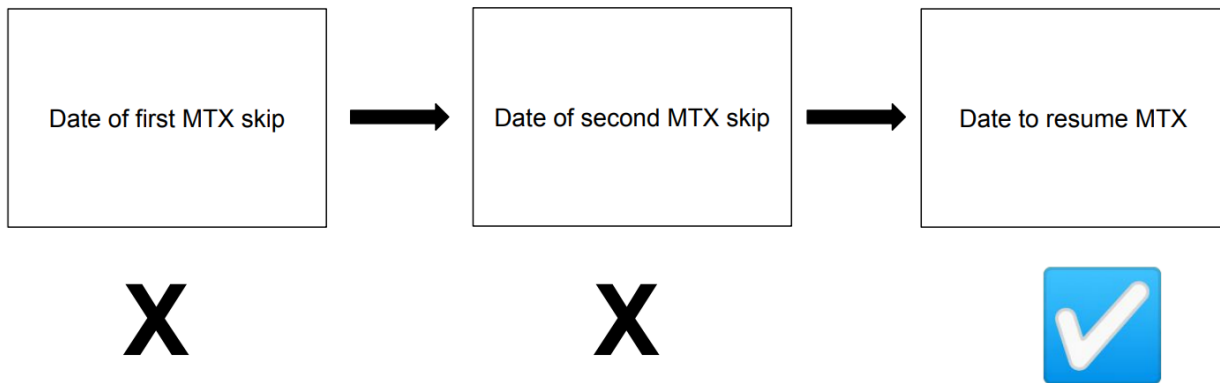 Date of first MTX skip
Date of second MTX skip
Date to resume MTX
X
X